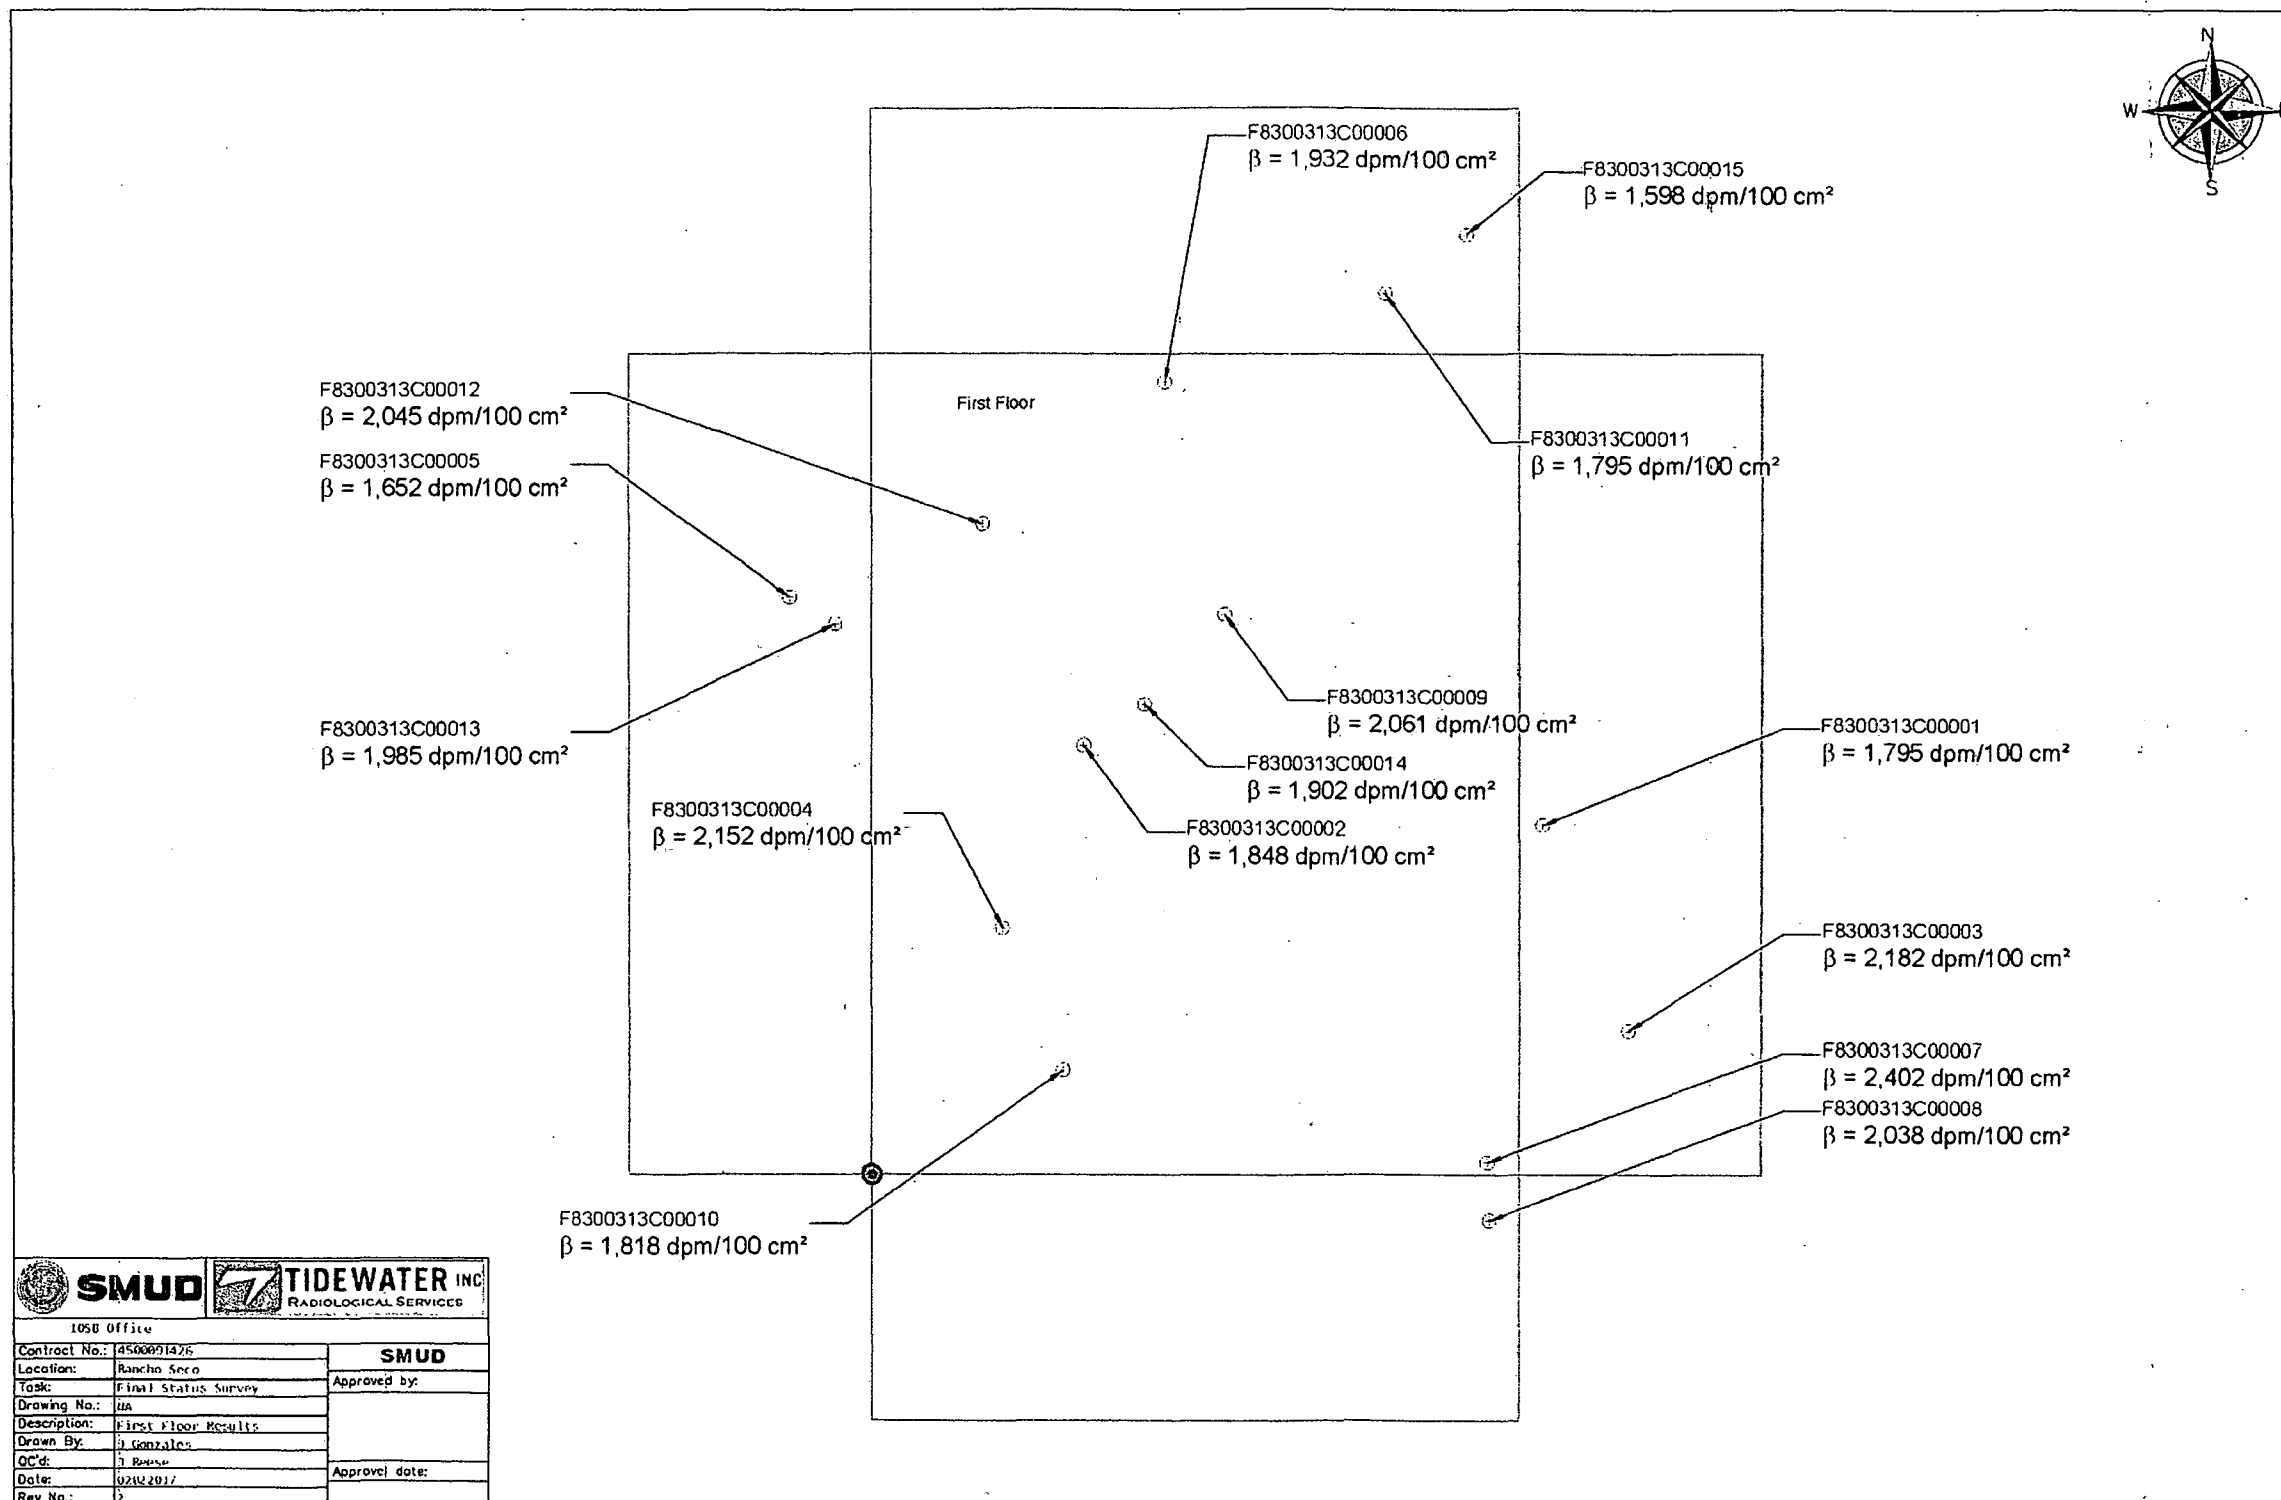 N
W
S
F8300313C00006
β = 1,932 dpm/100 cm²
F8300313C00015
β = 1,598 dpm/100 cm²
F8300313C00012
β = 2,045 dpm/100 cm²
First Floor
F8300313C00011
β = 1,795 dpm/100 cm²
F8300313C00005
β = 1,652 dpm/100 cm²
F8300313C00013
β = 1,985 dpm/100 cm²
F8300313C00009
β = 2,061 dpm/100 cm²
F8300313C00001
β = 1,795 dpm/100 cm²
F8300313C00014
β = 1,902 dpm/100 cm²
F8300313C00004
β = 2,152 dpm/100 cm²
F8300313C00002
β = 1,848 dpm/100 cm²
F8300313C00003
β = 2,182 dpm/100 cm²
F8300313C00007
β = 2,402 dpm/100 cm²
F8300313C00008
β = 2,038 dpm/100 cm²
F8300313C00010
β = 1,818 dpm/100 cm²
SMUD
TIDEWATER INC
RADIOLOGICAL SERVICES
Office
Contract No.: 4500091426
SMUD
Location: Rancho Seco
Approved by:
Task: Final Status Survey
Drawing No.:
Description: First Floor Results
Drawn By: Gonzales
QC'd: Reese
Date:
Approvel date:
Rev No.: